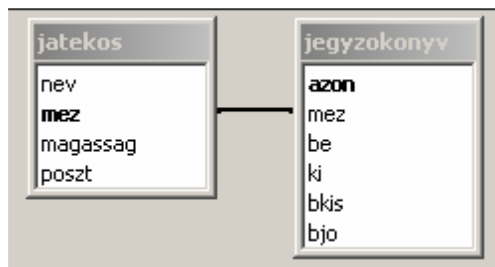 jatekos
nev
mez
magassag
poszt
jegyzokonyv
azon
mez
be
ki
bkis
bjo